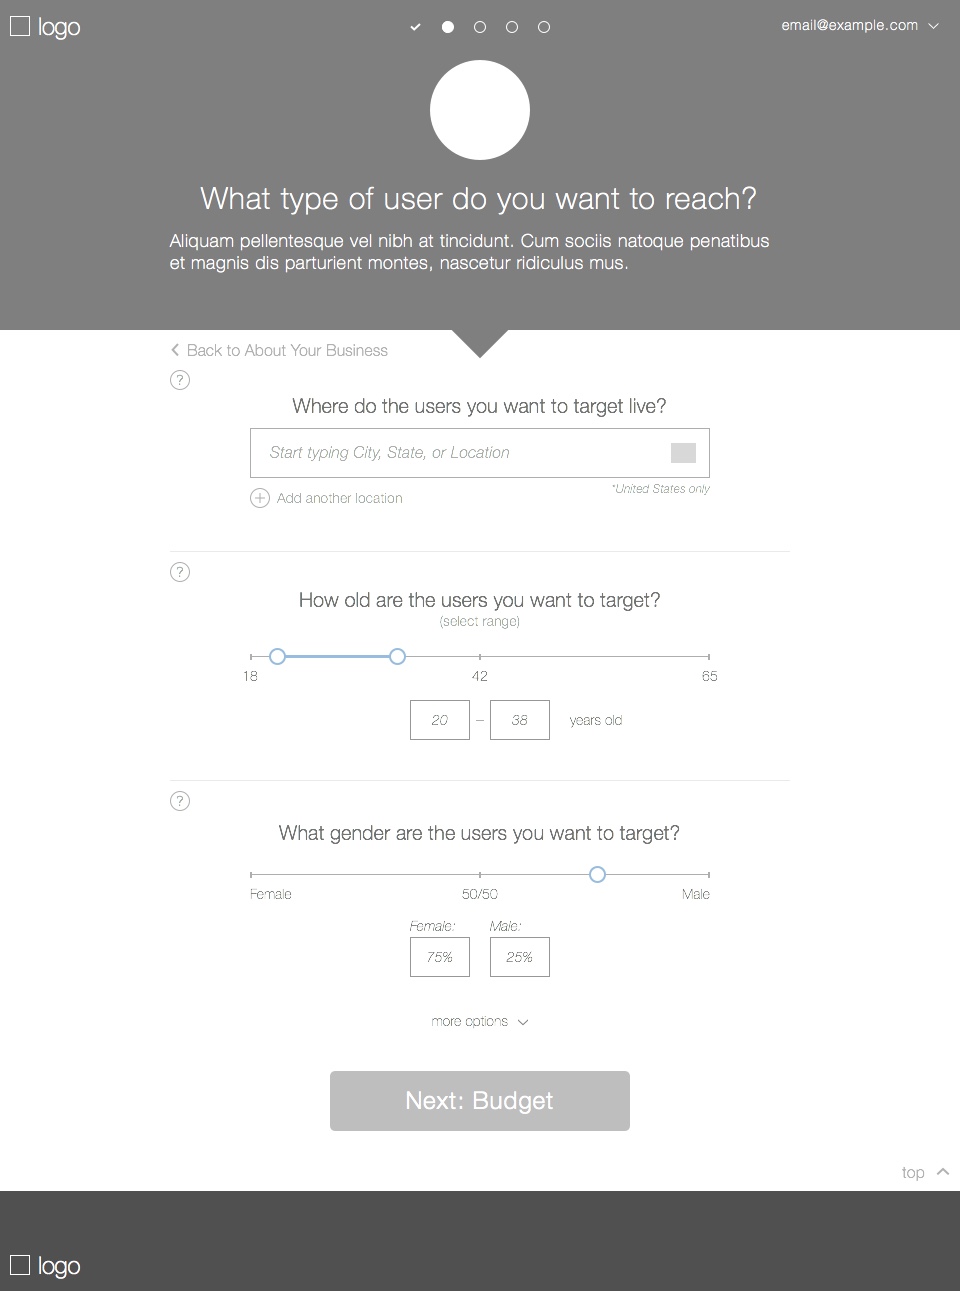 logo
email@example.com
What type of user do you want to reach?
Aliquam pellentesque vel nibh at tincidunt. Cum sociis natoque penatibus
et magnis dis parturient montes, nascetur ridiculus mus.
Back to About Your Business
?
Where do the users you want to target live?
Start typing City, State, or Location
*United States only
Add another location
?
How old are the users you want to target?
(select range)
18 42 65
20 – 38 years old
?
What gender are the users you want to target?
Female 50/50 Male
Female: Male:
75% 25%
more options
Next: Budget
top
logo